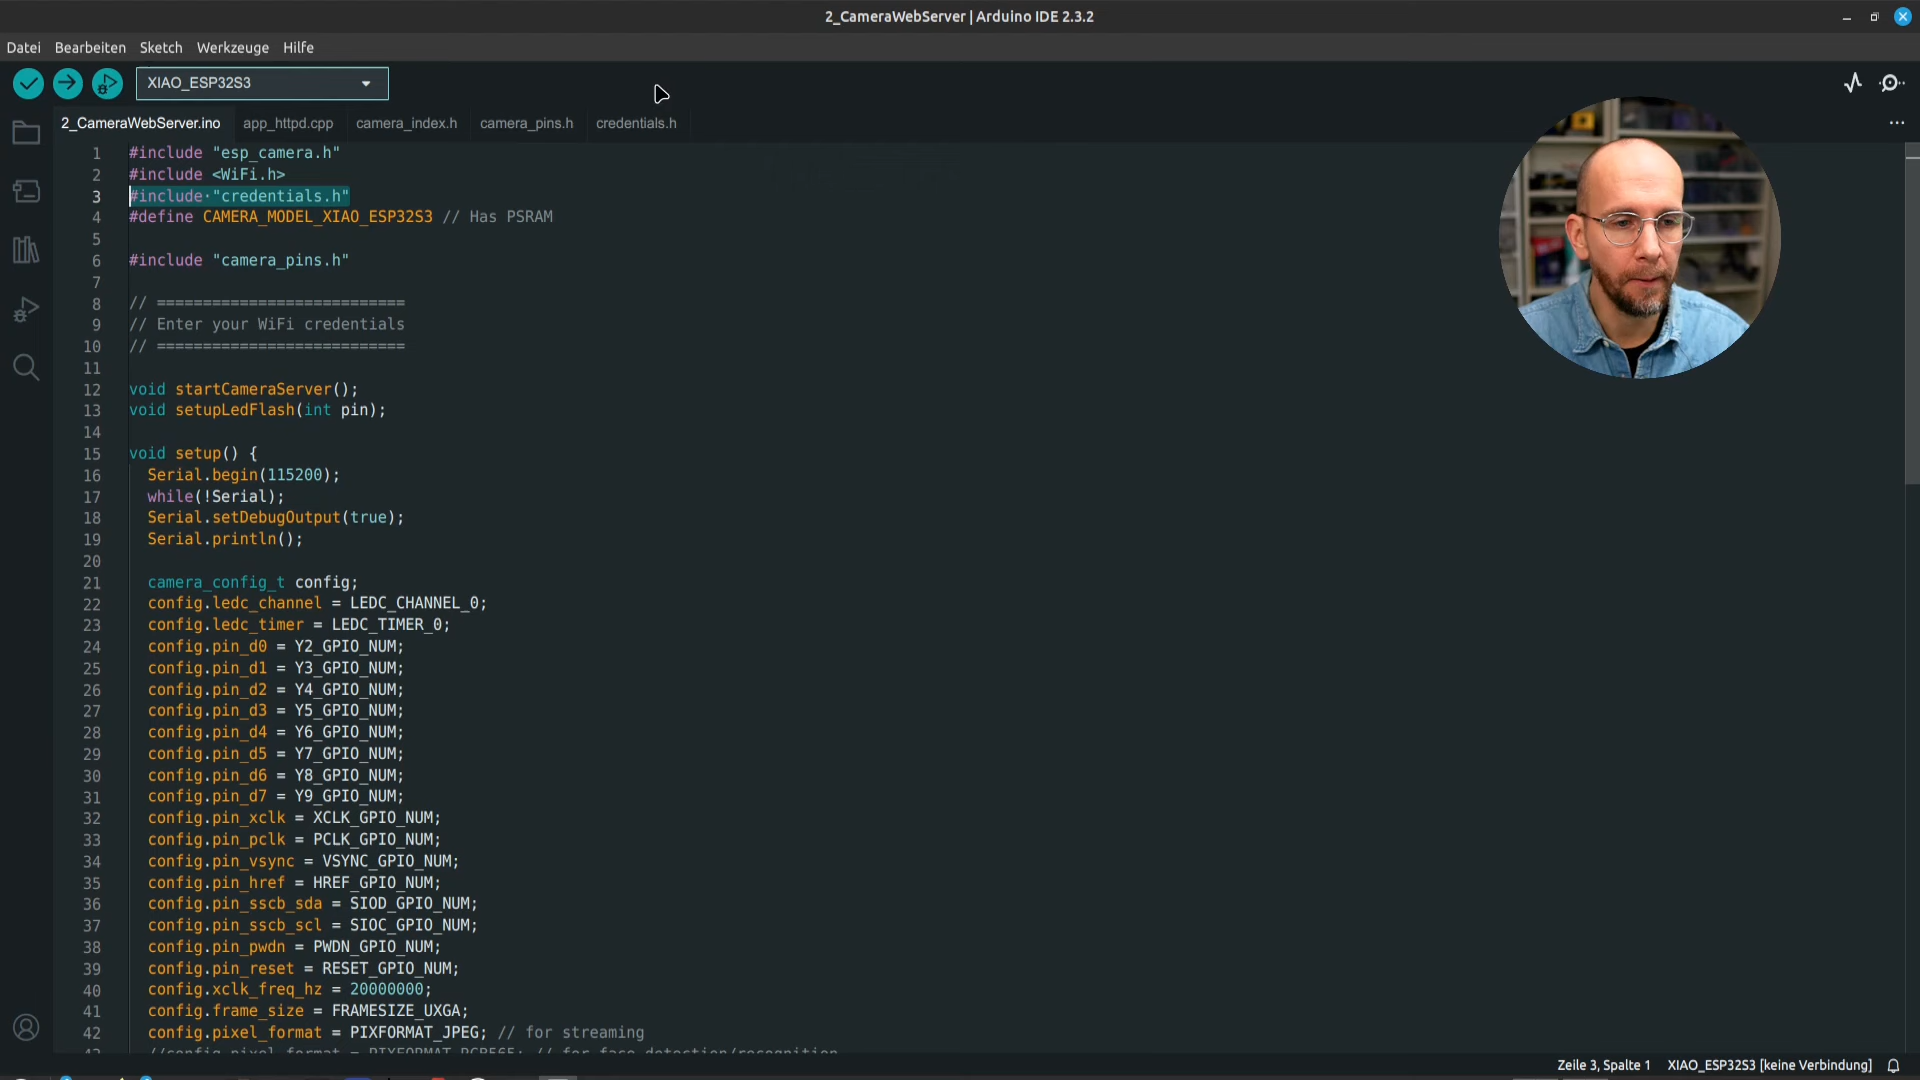 2_CameraWebServer | Arduino IDE 2.3.2
Datei Bearbeiten Sketch Werkzeuge Hilfe
XIAO_ESP32S3
2_CameraWebServer.ino app_httpd.cpp camera_index.h camera_pins.h credentials.h ...
1 #include "esp_camera.h"
2 #include <WiFi.h>
3 #include·"credentials.h"
4 #define CAMERA_MODEL_XIAO_ESP32S3 // Has PSRAM
5
6 #include "camera_pins.h"
7
8 // ===========================
9 // Enter your WiFi credentials
10 // ===========================
11
12 void startCameraServer();
13 void setupLedFlash(int pin);
14
15 void setup() {
16 Serial.begin(115200);
17 while(!Serial);
18 Serial.setDebugOutput(true);
19 Serial.println();
20
21 camera_config_t config;
22 config.ledc_channel = LEDC_CHANNEL_0;
23 config.ledc_timer = LEDC_TIMER_0;
24 config.pin_d0 = Y2_GPIO_NUM;
25 config.pin_d1 = Y3_GPIO_NUM;
26 config.pin_d2 = Y4_GPIO_NUM;
27 config.pin_d3 = Y5_GPIO_NUM;
28 config.pin_d4 = Y6_GPIO_NUM;
29 config.pin_d5 = Y7_GPIO_NUM;
30 config.pin_d6 = Y8_GPIO_NUM;
31 config.pin_d7 = Y9_GPIO_NUM;
32 config.pin_xclk = XCLK_GPIO_NUM;
33 config.pin_pclk = PCLK_GPIO_NUM;
34 config.pin_vsync = VSYNC_GPIO_NUM;
35 config.pin_href = HREF_GPIO_NUM;
36 config.pin_sscb_sda = SIOD_GPIO_NUM;
37 config.pin_sscb_scl = SIOC_GPIO_NUM;
38 config.pin_pwdn = PWDN_GPIO_NUM;
39 config.pin_reset = RESET_GPIO_NUM;
40 config.xclk_freq_hz = 20000000;
41 config.frame_size = FRAMESIZE_UXGA;
42 config.pixel_format = PIXFORMAT_JPEG; // for streaming
43 //config.pixel_format = PIXFORMAT_RGB565; // for face detection/recognition
Zeile 3, Spalte 1 XIAO_ESP32S3 [keine Verbindung]